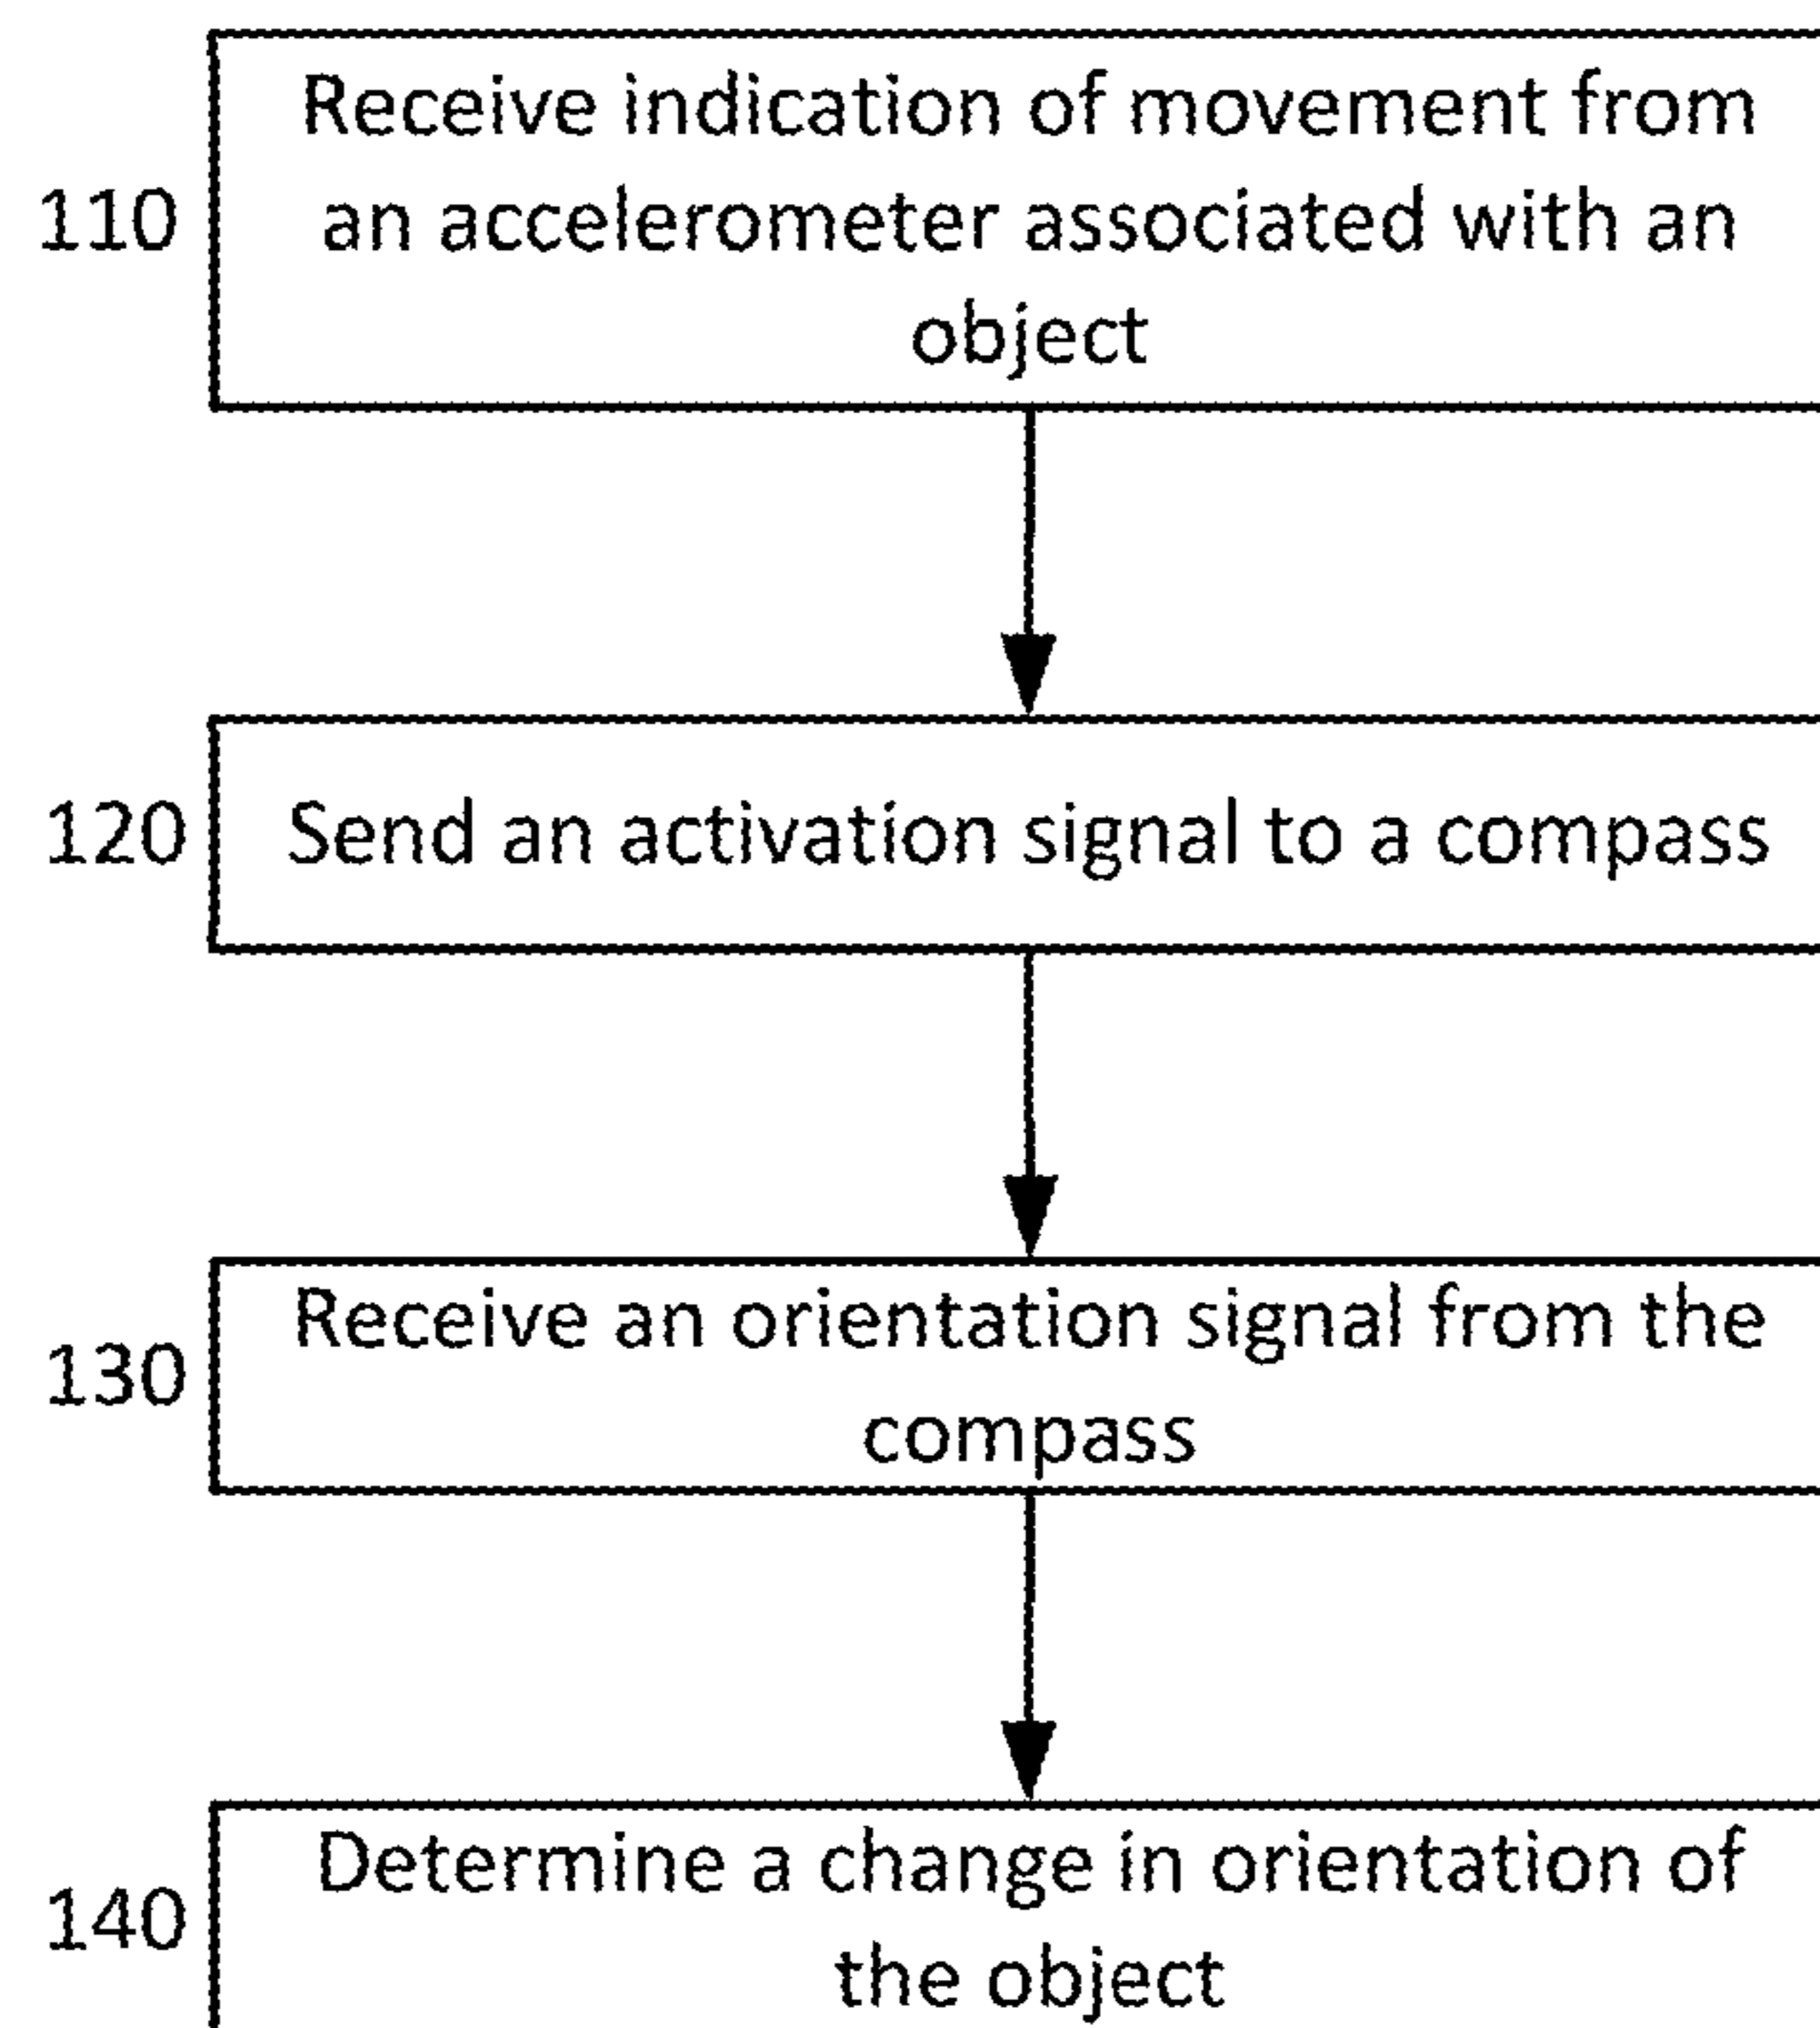 Receive indication of movement from
110 an accelerometer associated with an
object
120 Send an activation signal to a compass
Receive an orientation signal from the
130
compass
Determine a change in orientation of
140
the object